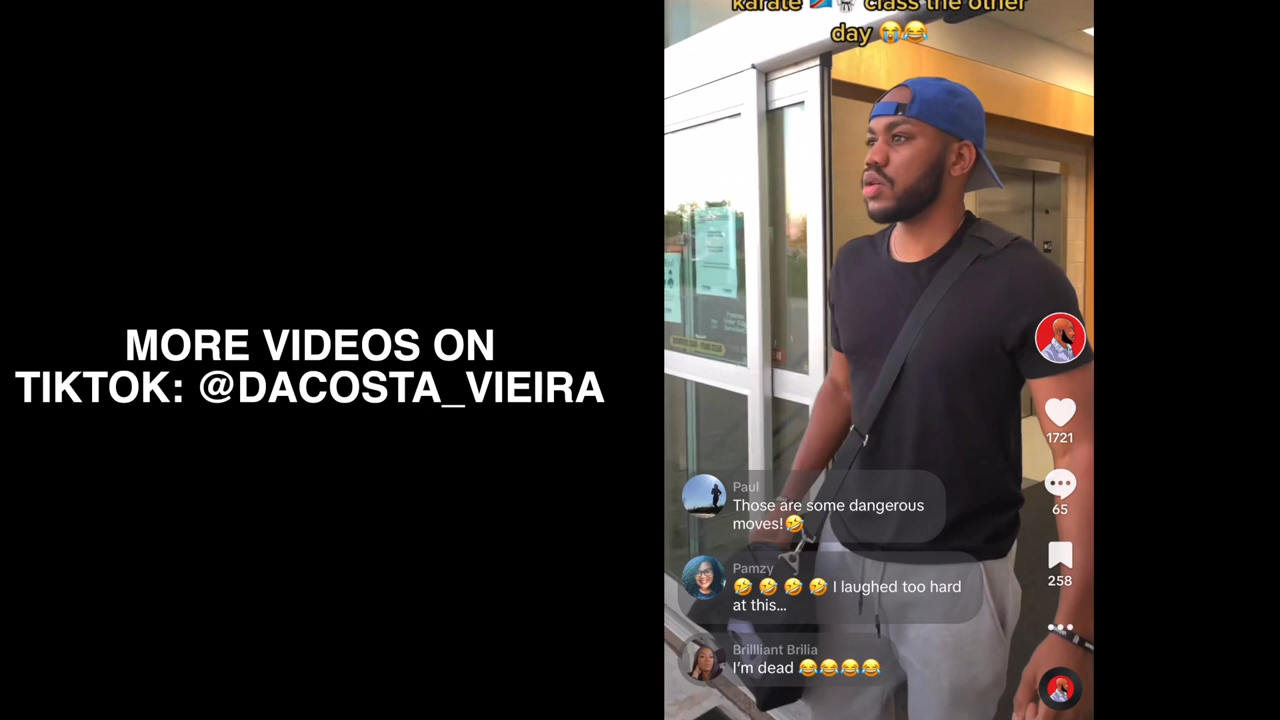 MORE VIDEOS ON
TIKTOK: @DACOSTA_VIEIRA
karate 🇨🇩🥋 class the other
day 😭😂
1721
65
258
Paul
Those are some dangerous
moves!🤣
Pamzy
🤣 🤣 🤣 🤣 I laughed too hard
at this...
Brillliant Brilia
I'm dead 😂😂😂😂